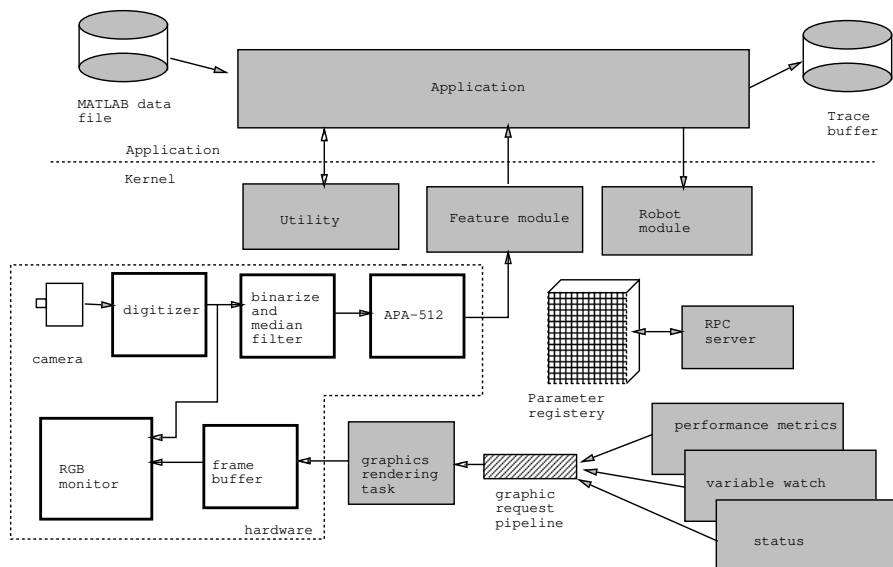 Application
MATLAB data
file
Trace
buffer
Application
Kernel
Utility
Feature module
Robot
module
digitizer
binarize
and
median
filter
APA-512
camera
RPC
server
Parameter
registery
performance metrics
RGB
monitor
frame
buffer
graphics
rendering
task
graphic
request
pipeline
variable watch
hardware
status